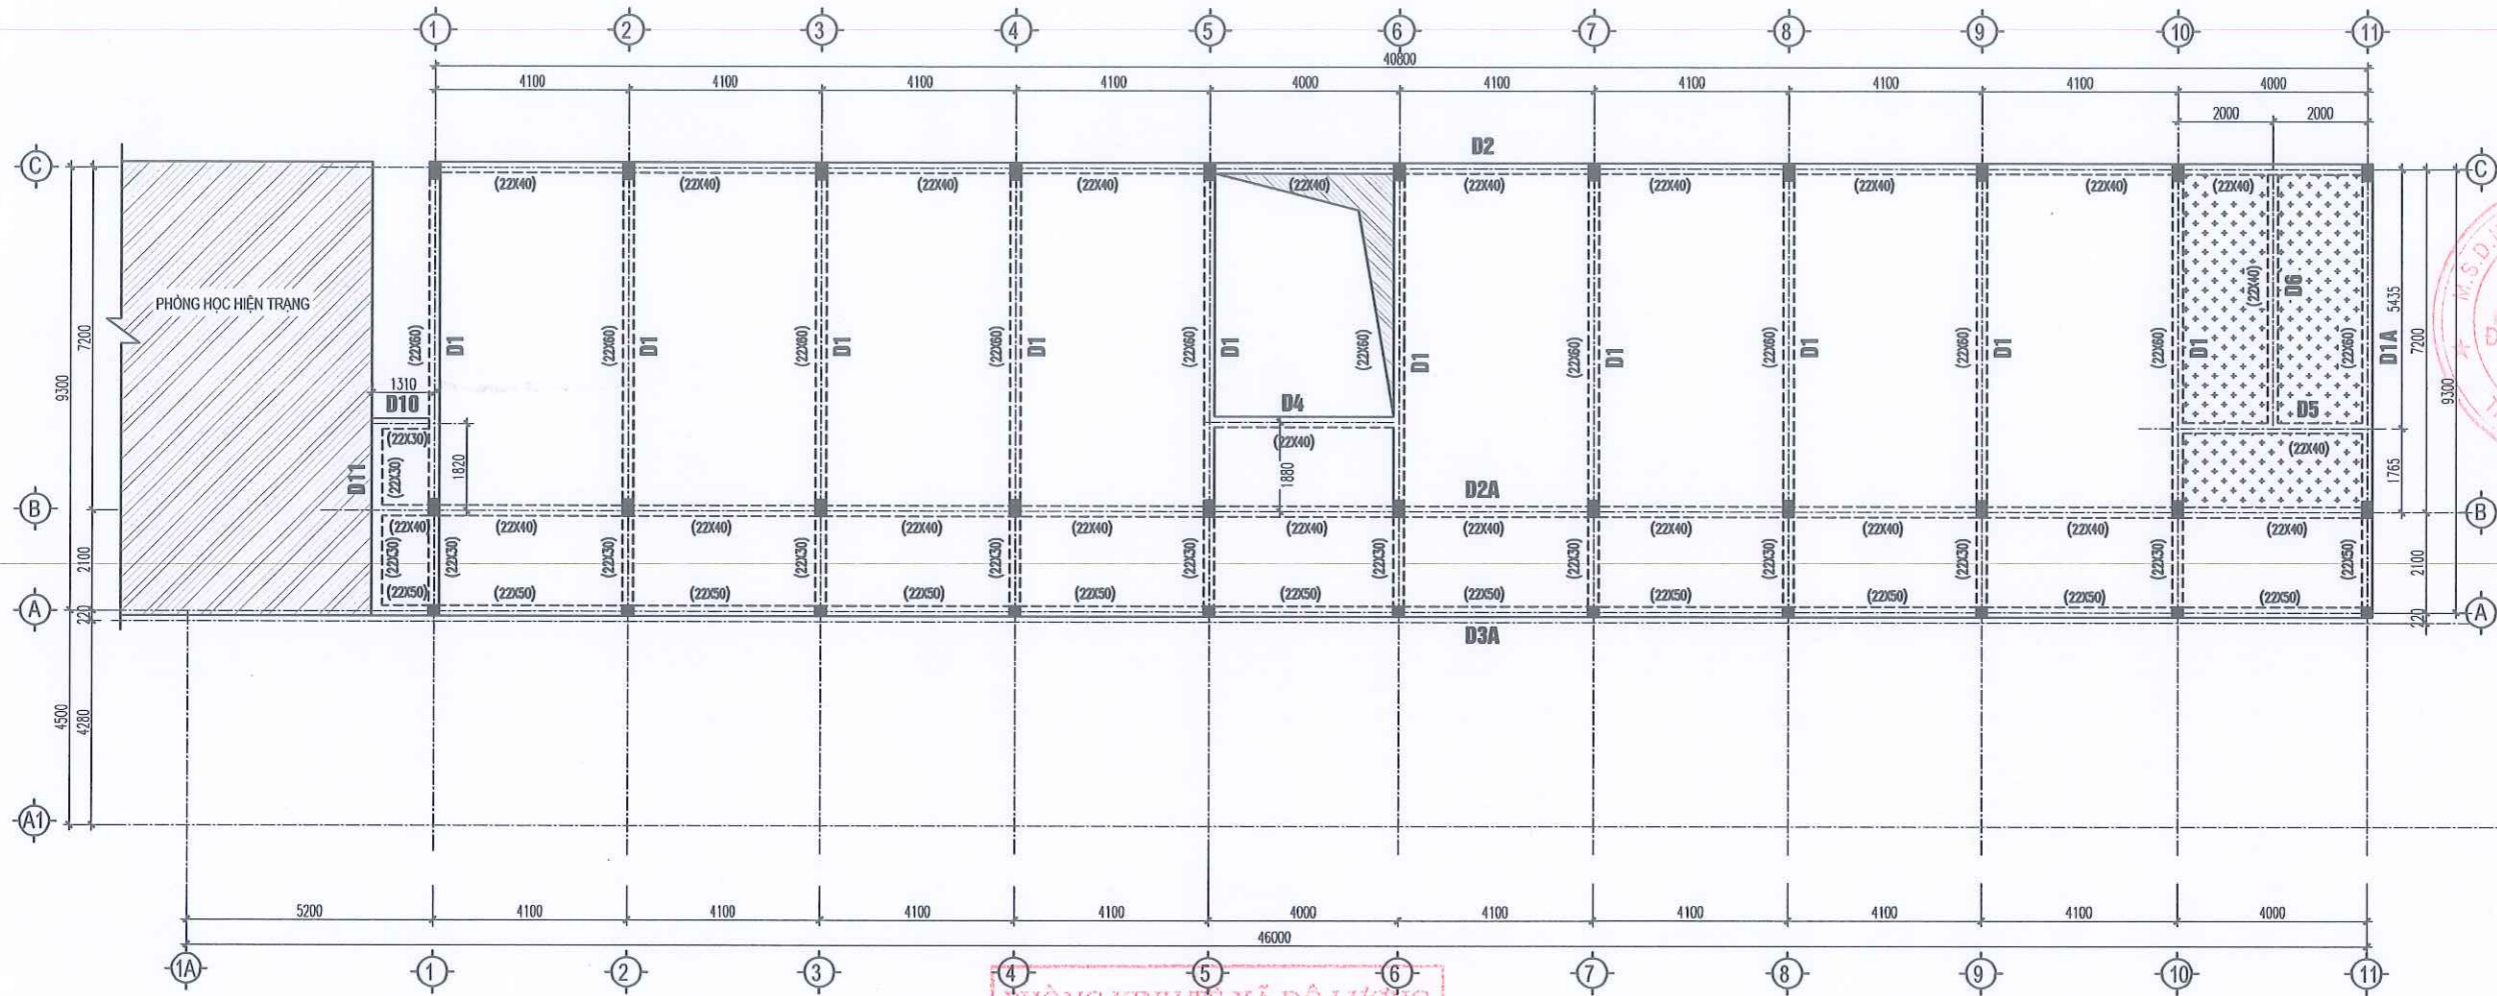 1 2 3 4 5 6 7 8 9 10 11
40800
4100 4100 4100 4100 4000 4100 4100 4100 4100 4000
2000 2000
D2
C C
(22X40) (22X40) (22X40) (22X40) (22X40) (22X40) (22X40) (22X40) (22X40) (22X40)
PHÒNG HỌC HIỆN TRẠNG
9300 7200
(22X60) D1 (22X60) D1 (22X60) D1 (22X60) D1 (22X60) D1 (22X60) D1 (22X60) D1 (22X60) D1 (22X60) D1 (22X60) D1 (22X40) D6 (22X60) D1A
5435 7200 9300
1310
D10 D4 D5
(22X30) (22X40) (22X40)
D11 (22X30) 1820 1880 1765
D2A
B B
(22X40) (22X40) (22X40) (22X40) (22X40) (22X40) (22X40) (22X40) (22X40) (22X40) (22X40)
2100 (22X30) (22X30) (22X30) (22X30) (22X30) (22X30) (22X30) (22X30) (22X30) (22X30) (22X30) (22X50) 2100
(22X50) (22X50) (22X50) (22X50) (22X50) (22X50) (22X50) (22X50) (22X50) (22X50) (22X50)
A A
220 220
D3A
4500 4280
A1
5200 4100 4100 4100 4100 4000 4100 4100 4100 4100 4000
46000
1A 1 2 3 4 5 6 7 8 9 10 11
M.S.D.N